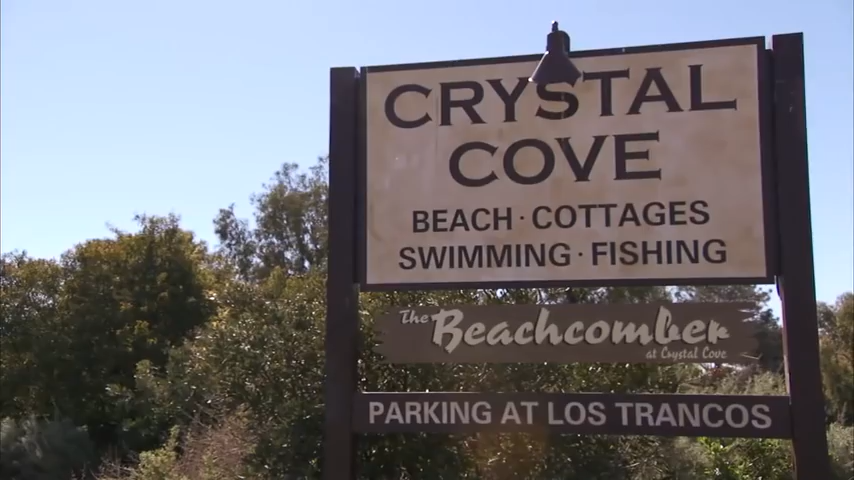 CRYSTAL
COVE
BEACH · COTTAGES
SWIMMING · FISHING
The Beachcomber
at Crystal Cove
PARKING AT LOS TRANCOS